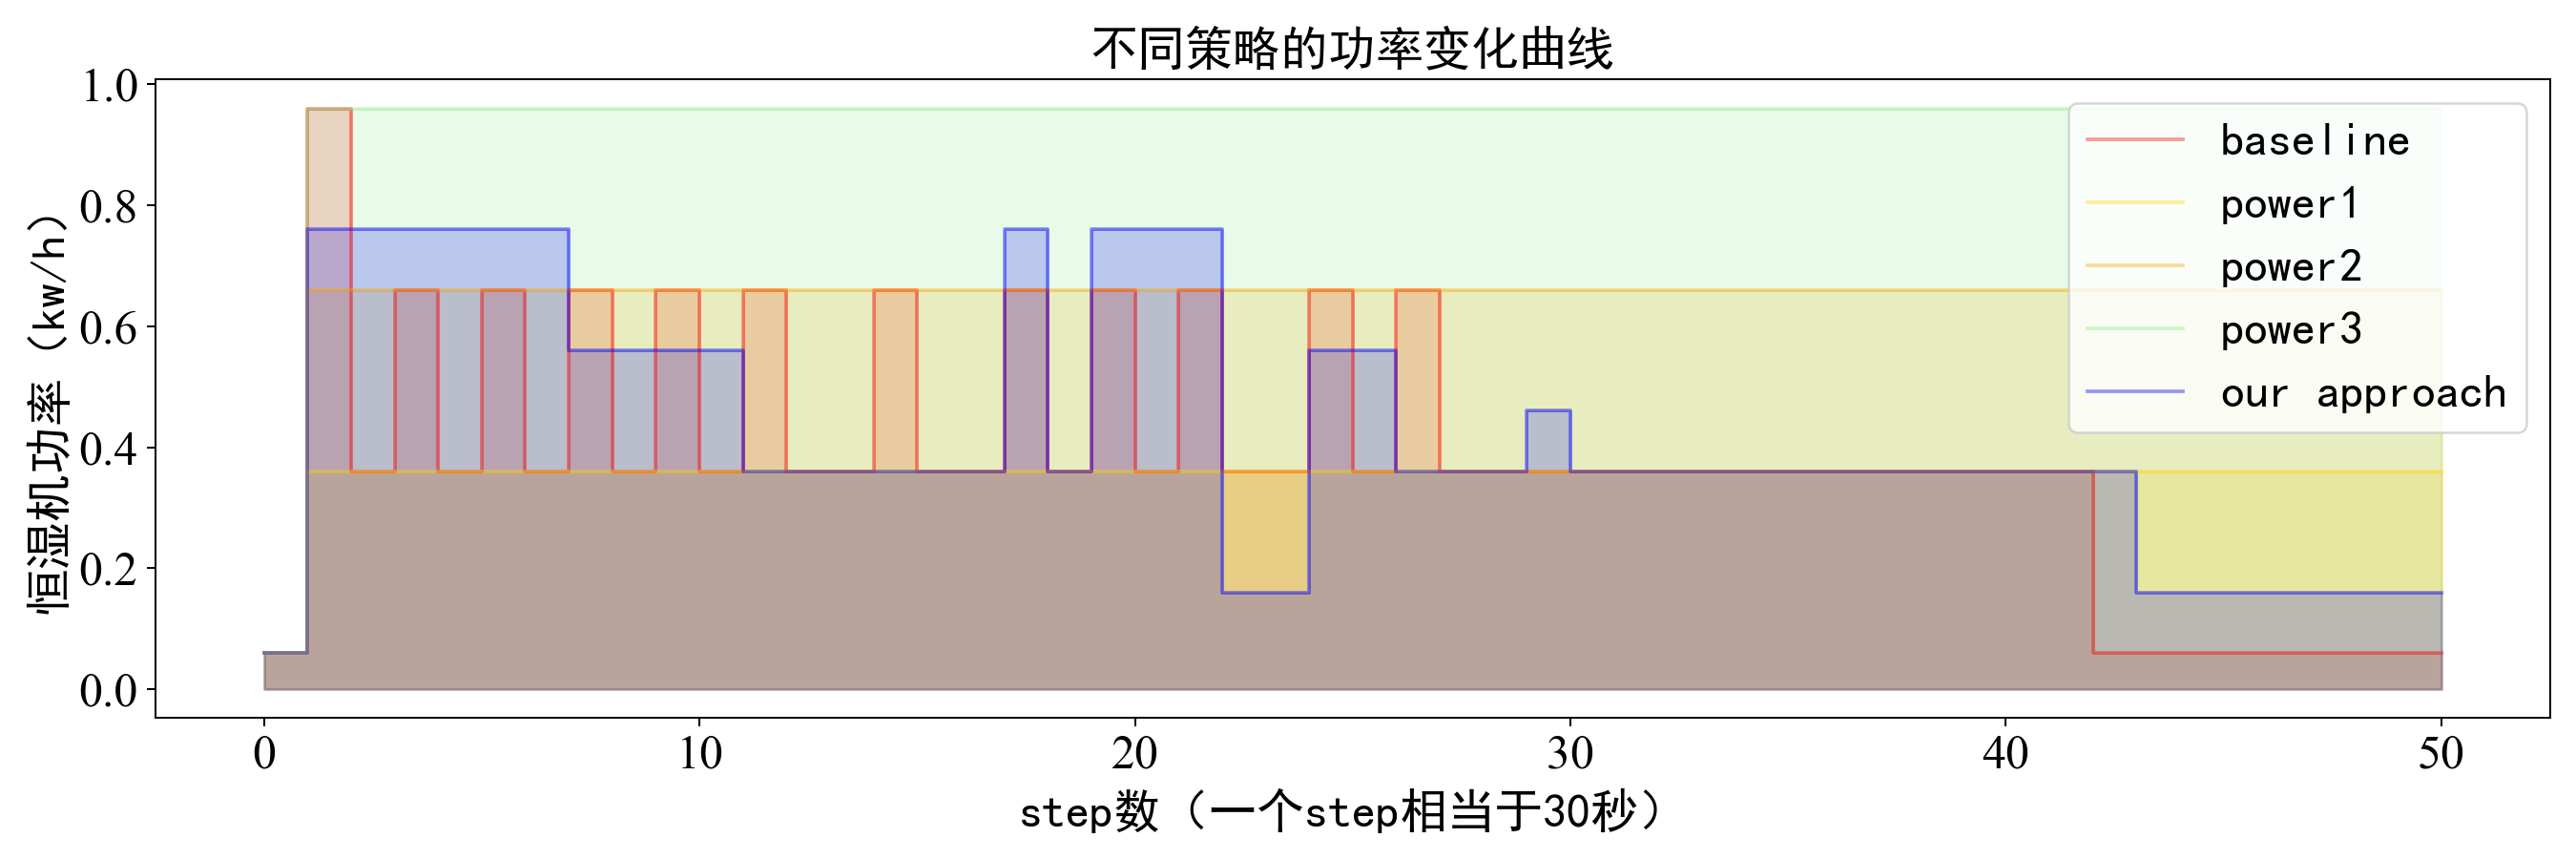 不同策略的功率变化曲线
恒湿机功率（kw/h）
1.0
0.8
0.6
0.4
0.2
0.0
baseline
power1
power2
power3
our approach
0 10 20 30 40 50
step数（一个step相当于30秒）